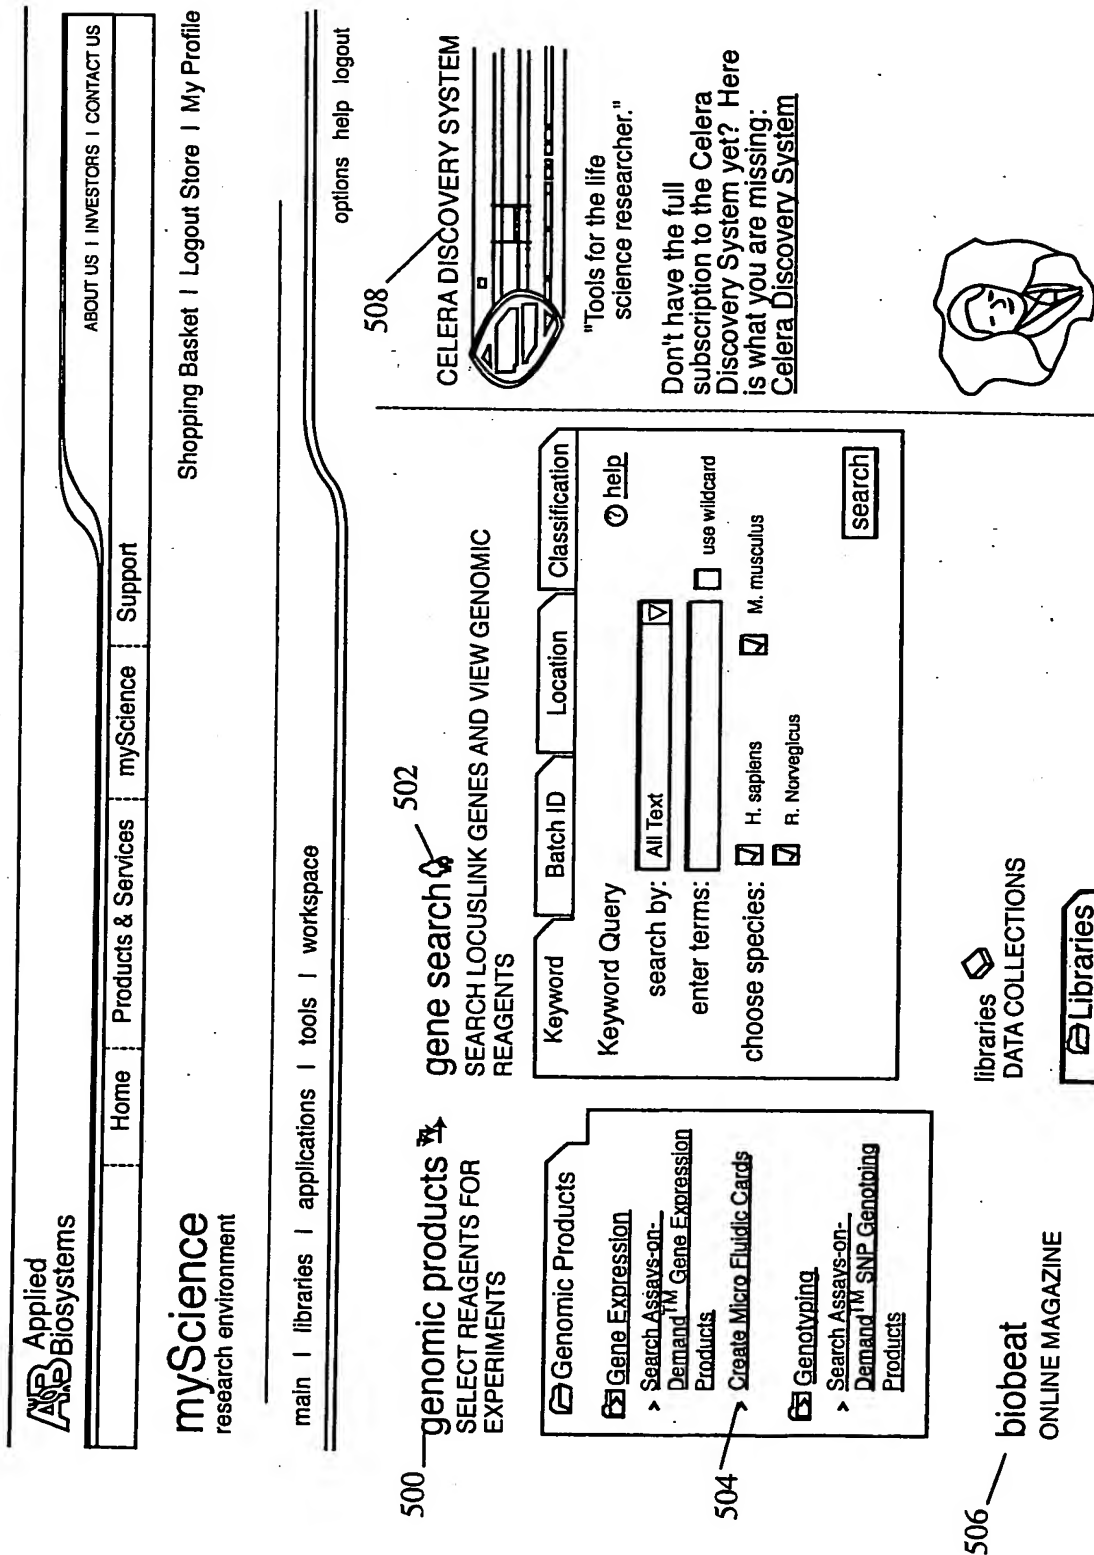 Applied
Biosystems
ABOUT US | INVESTORS | CONTACT US
Home
Products & Services
myScience
Support
myScience
research environment
Shopping Basket | Logout Store | My Profile
main | libraries | applications | tools | workspace
options help logout
500
genomic products
SELECT REAGENTS FOR
EXPERIMENTS
Genomic Products
Gene Expression
> Search Assays-on-
Demand™ Gene Expression
Products
504
> Create Micro Fluidic Cards
Genotyping
> Search Assays-on-
Demand™ SNP Genotoing
Products
506
biobeat
ONLINE MAGAZINE
502
gene search
SEARCH LOCUSLINK GENES AND VIEW GENOMIC
REAGENTS
Keyword
Batch ID
Location
Classification
Keyword Query
? help
search by: All Text
enter terms:
use wildcard
choose species:
H. sapiens
M. musculus
R. Norvegicus
search
libraries
DATA COLLECTIONS
Libraries
508
CELERA DISCOVERY SYSTEM
"Tools for the life
science researcher."
Don't have the full
subscription to the Celera
Discovery System yet? Here
is what you are missing:
Celera Discovery System